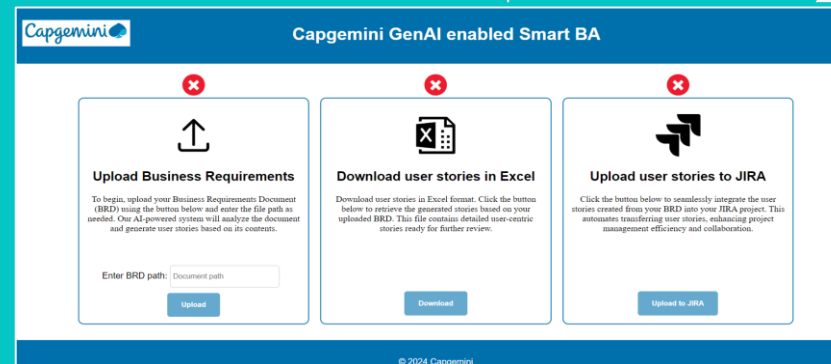 Capgemini
Capgemini GenAI enabled Smart BA
Upload Business Requirements
To begin, upload your Business Requirements Document
(BRD) using the button below and enter the file path as
needed. Our AI-powered system will analyze the document
and generate user stories based on its contents.
Enter BRD path: Document path
Upload
Download user stories in Excel
Download user stories in Excel format. Click the button
below to retrieve the generated stories based on your
uploaded BRD. This file contains detailed user-centric
stories ready for further review.
Download
Upload user stories to JIRA
Click the button below to seamlessly integrate the user
stories created from your BRD into your JIRA project. This
automates transferring user stories, enhancing project
management efficiency and collaboration.
Upload to JIRA
© 2024 Capgemini